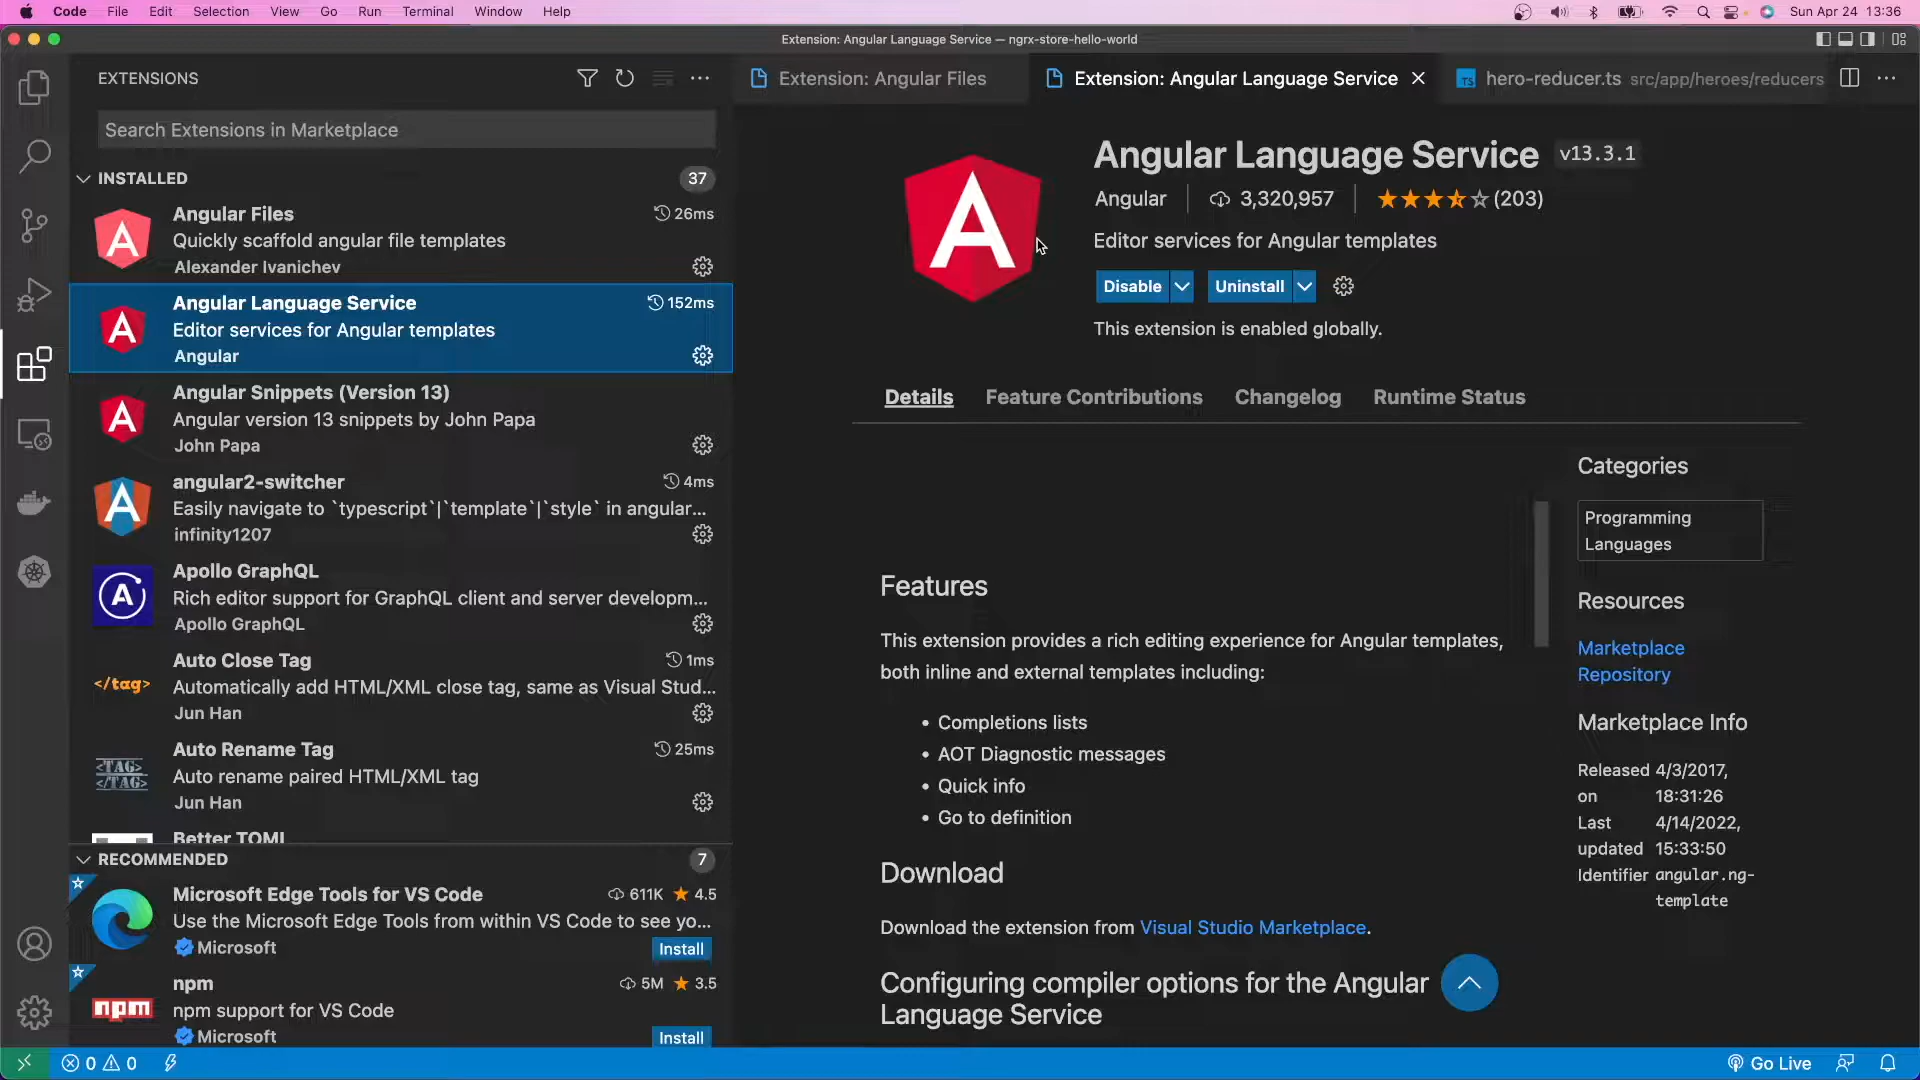 Code File Edit Selection View Go Run Terminal Window Help
Sun Apr 24 13:36
Extension: Angular Language Service — ngrx-store-hello-world
EXTENSIONS
Search Extensions in Marketplace
INSTALLED
37
Angular Files
26ms
Quickly scaffold angular file templates
Alexander Ivanichev
Angular Language Service
152ms
Editor services for Angular templates
Angular
Angular Snippets (Version 13)
Angular version 13 snippets by John Papa
John Papa
angular2-switcher
4ms
Easily navigate to `typescript`|`template`|`style` in angular...
infinity1207
Apollo GraphQL
Rich editor support for GraphQL client and server developm...
Apollo GraphQL
</tag>
Auto Close Tag
1ms
Automatically add HTML/XML close tag, same as Visual Stud...
Jun Han
<TAG>
</TAG>
Auto Rename Tag
25ms
Auto rename paired HTML/XML tag
Jun Han
Better TOML
RECOMMENDED
7
Microsoft Edge Tools for VS Code
611K 4.5
Use the Microsoft Edge Tools from within VS Code to see yo...
Microsoft
Install
npm
npm
5M 3.5
npm support for VS Code
Microsoft
Install
Extension: Angular Files
Extension: Angular Language Service
TS hero-reducer.ts src/app/heroes/reducers
Angular Language Service v13.3.1
Angular 3,320,957 (203)
Editor services for Angular templates
Disable Uninstall
This extension is enabled globally.
Details Feature Contributions Changelog Runtime Status
Features
This extension provides a rich editing experience for Angular templates,
both inline and external templates including:
• Completions lists
• AOT Diagnostic messages
• Quick info
• Go to definition
Download
Download the extension from Visual Studio Marketplace.
Configuring compiler options for the Angular
Language Service
Categories
Programming
Languages
Resources
Marketplace
Repository
Marketplace Info
Released 4/3/2017,
on 18:31:26
Last 4/14/2022,
updated 15:33:50
Identifier angular.ng-
template
0 0
Go Live